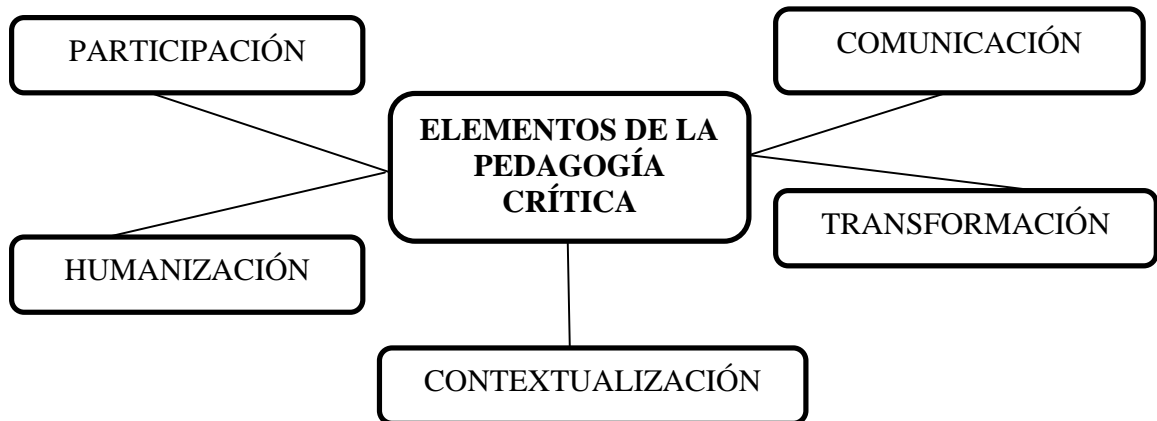 PARTICIPACIÓN
COMUNICACIÓN
ELEMENTOS DE LA
PEDAGOGÍA
CRÍTICA
HUMANIZACIÓN
TRANSFORMACIÓN
CONTEXTUALIZACIÓN